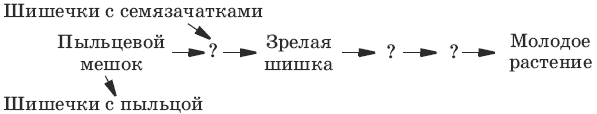 Шишечки с семязачатками
Пыльцевой мешок ? Зрелая шишка ? ? Молодое растение
Шишечки с пыльцой